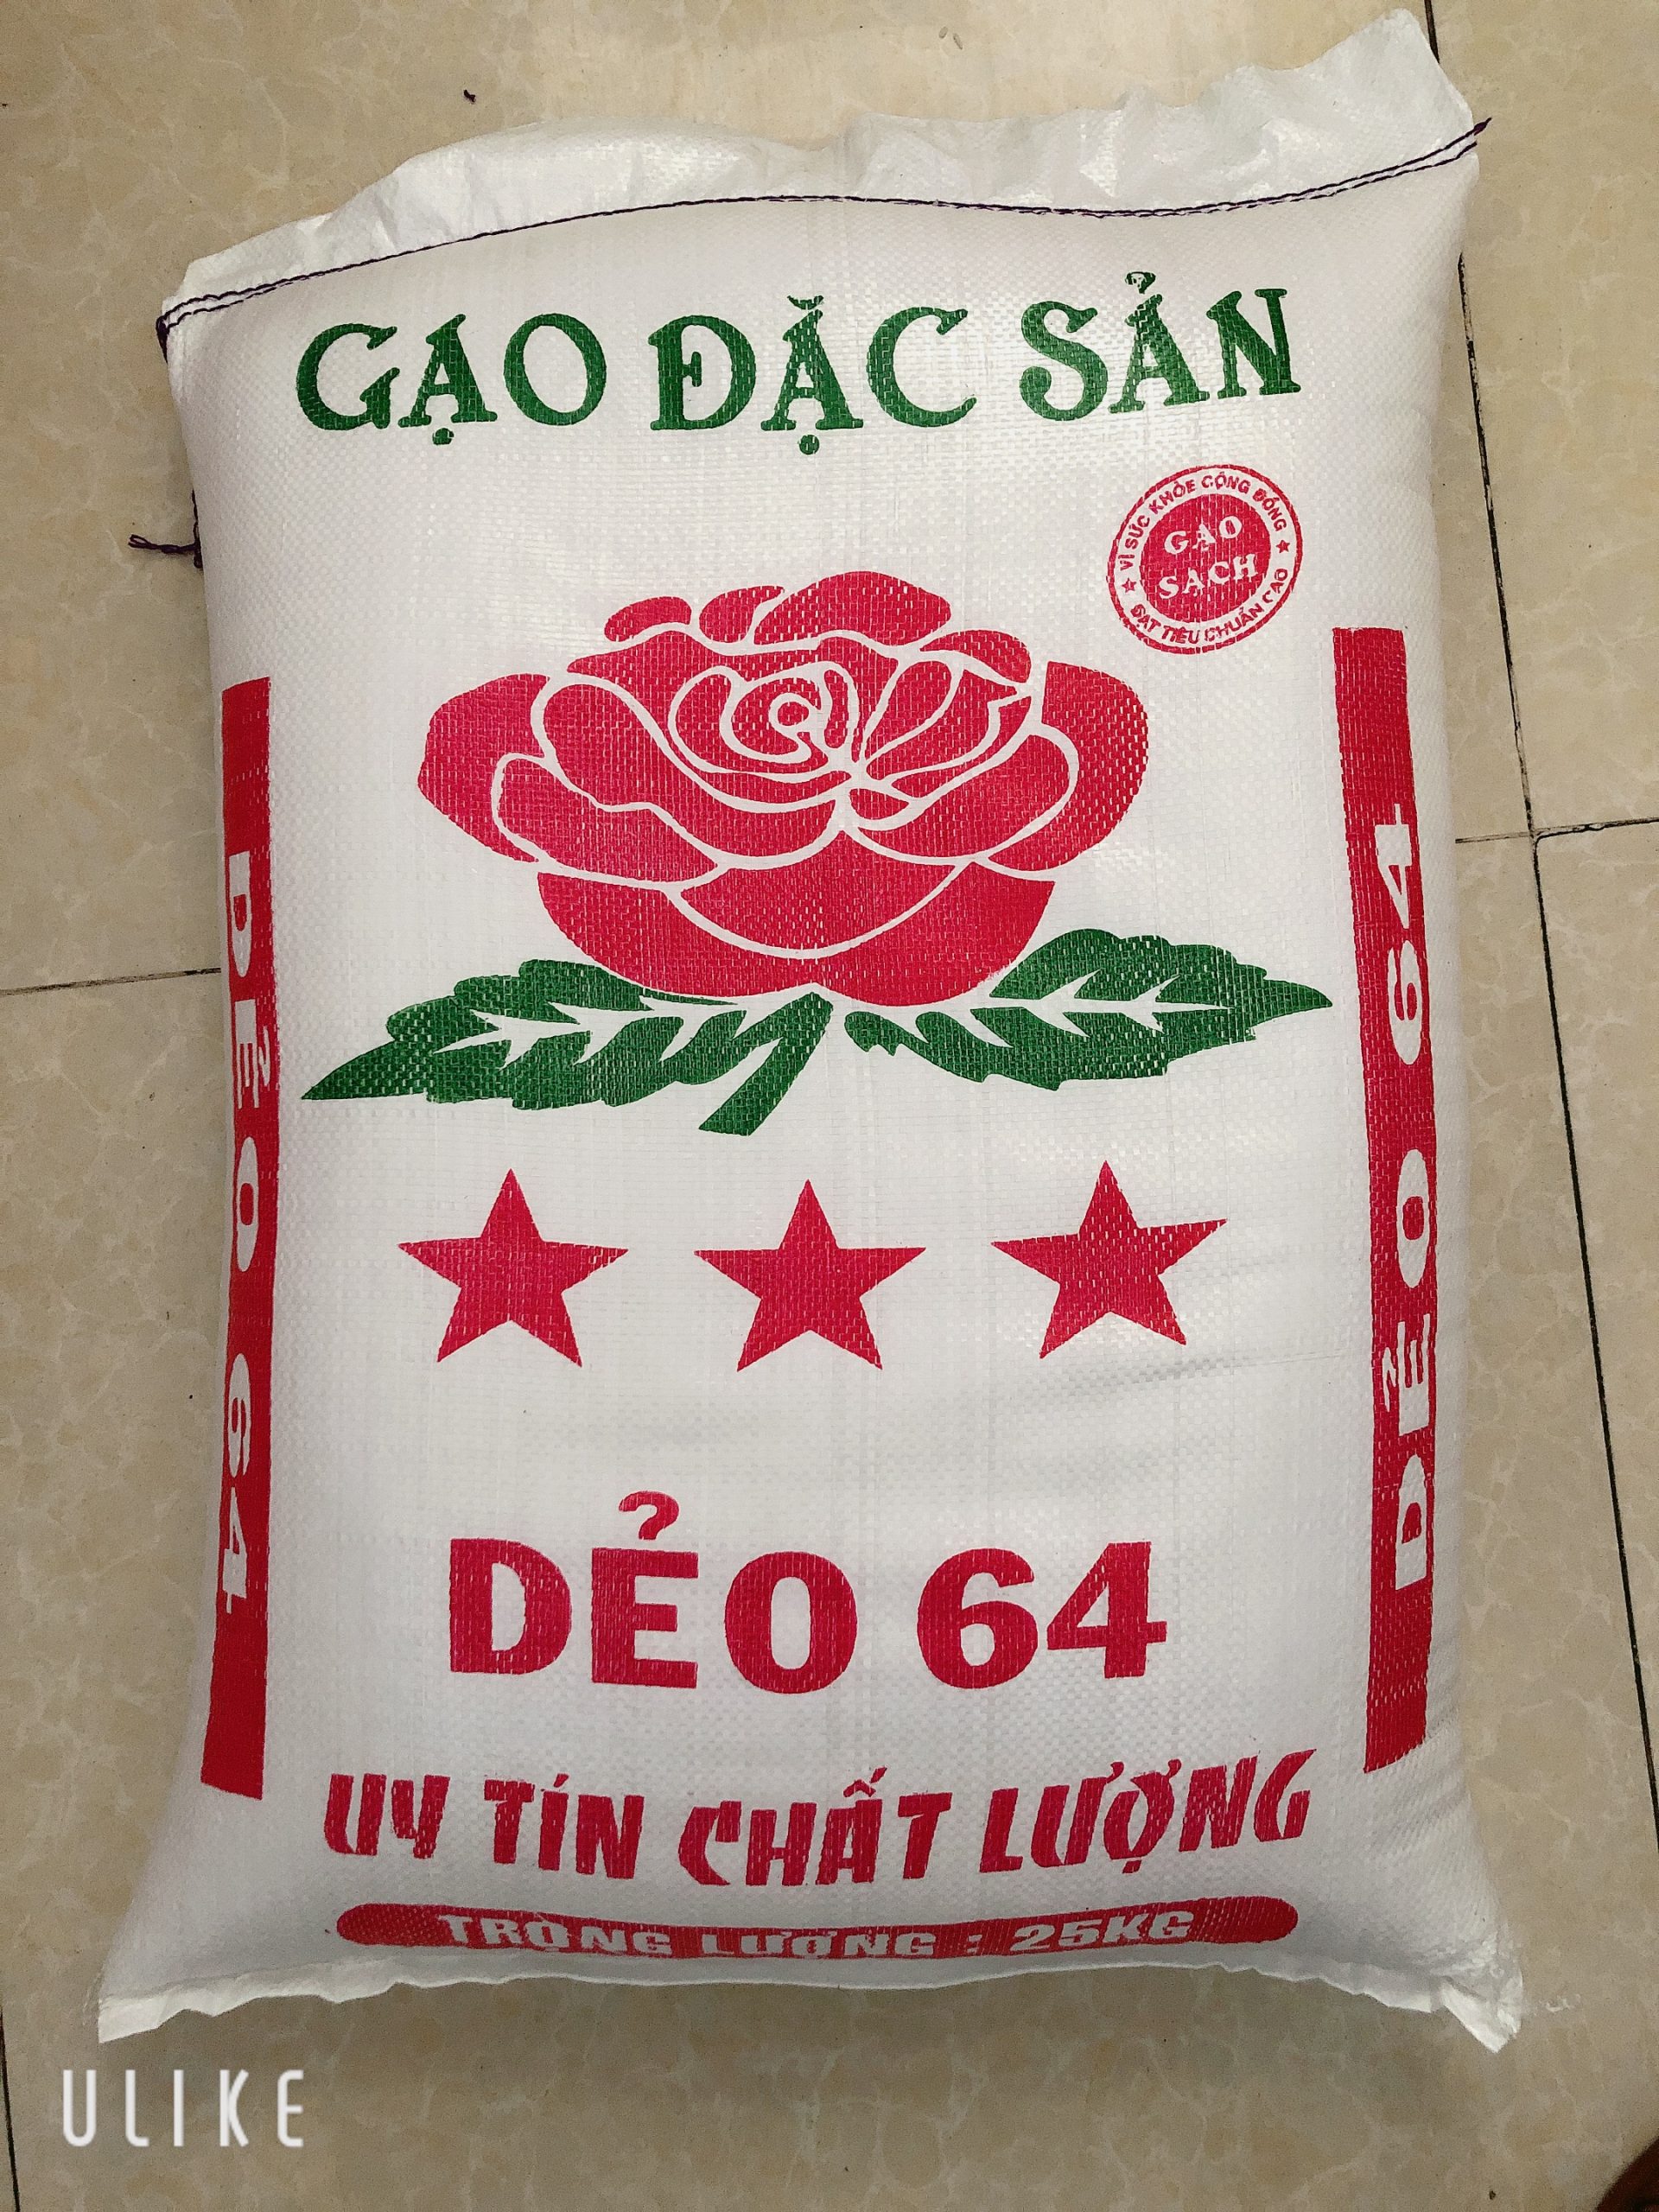 GẠO ĐẶC SẢN
VÌ SỨC KHỎE CỘNG ĐỒNG
GẠO
SẠCH
ĐẠT TIÊU CHUẨN CAO
DẺO 64
DẺO 64
DẺO 64
UY TÍN CHẤT LƯỢNG
TRỌNG LƯỢNG : 25KG
ULIKE